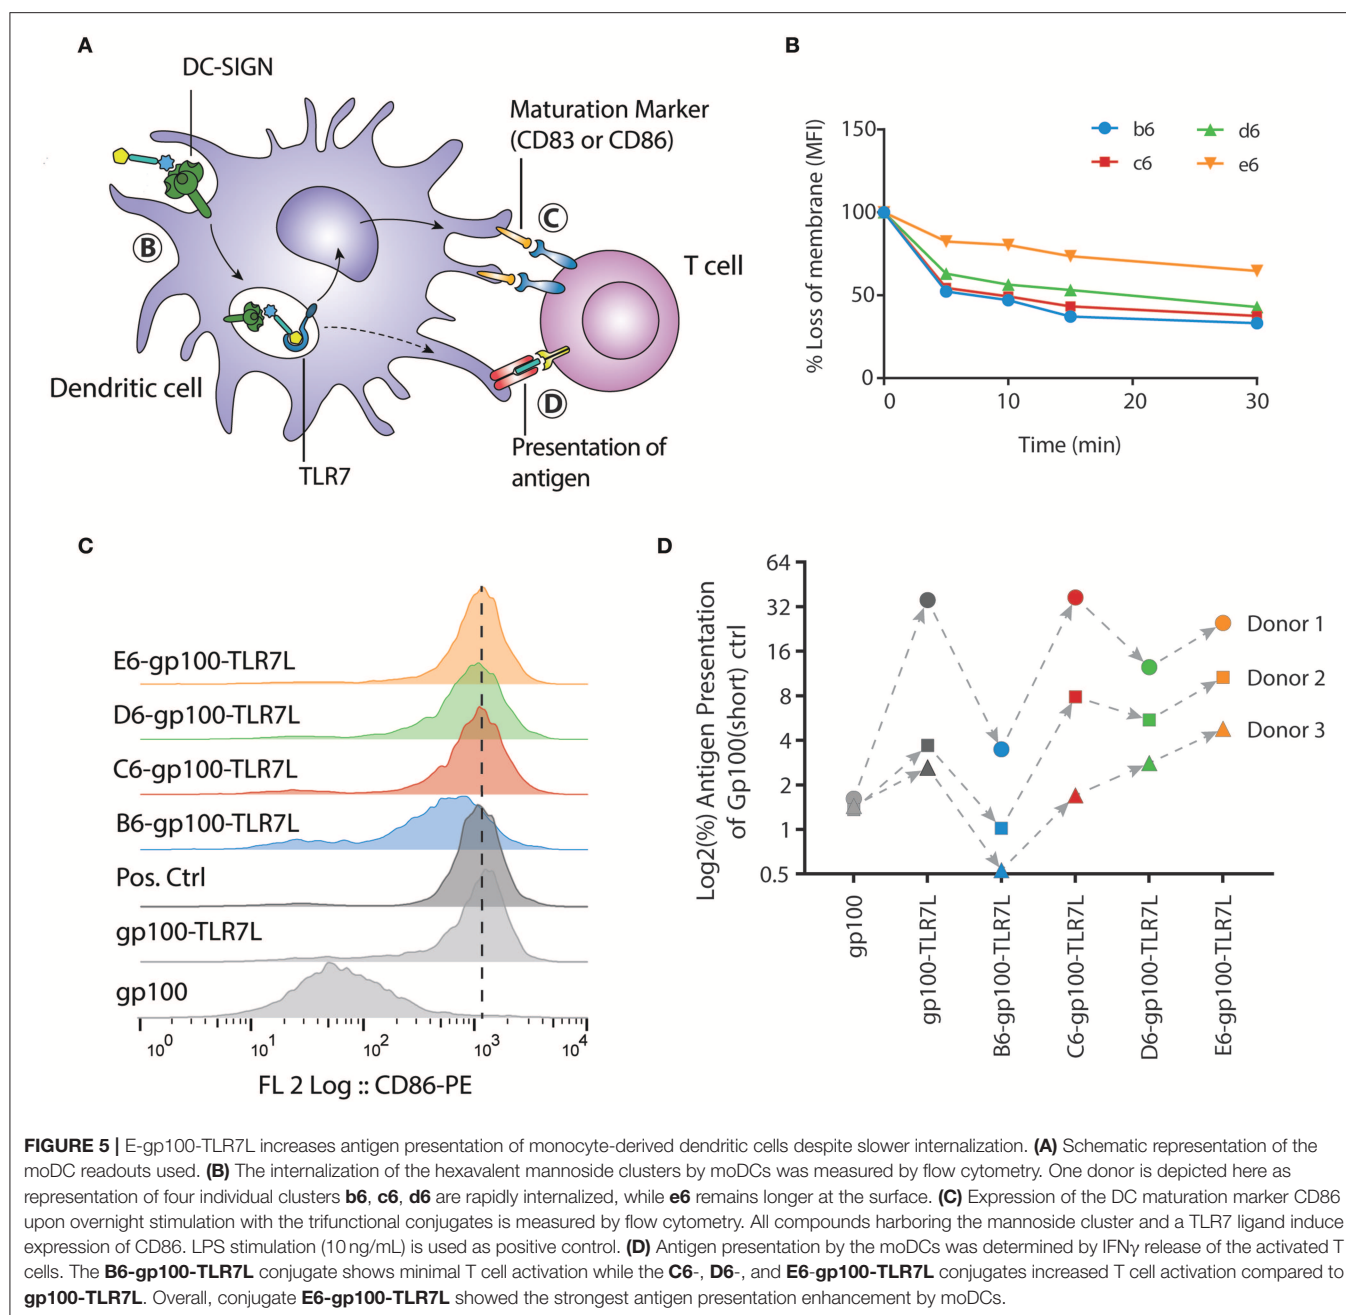 A
DC-SIGN
Maturation Marker
(CD83 or CD86)
B
C
T cell
Dendritic cell
D
Presentation of
antigen
TLR7
B
% Loss of membrane (MFI)
150
100
50
0
0
10
20
30
Time (min)
b6
d6
c6
e6
C
E6-gp100-TLR7L
D6-gp100-TLR7L
C6-gp100-TLR7L
B6-gp100-TLR7L
Pos. Ctrl
gp100-TLR7L
gp100
10^0
10^1
10^2
10^3
10^4
FL 2 Log :: CD86-PE
D
Log2(%) Antigen Presentation
of Gp100(short) ctrl
64
32
16
8
4
2
1
0.5
Donor 1
Donor 2
Donor 3
gp100
gp100-TLR7L
B6-gp100-TLR7L
C6-gp100-TLR7L
D6-gp100-TLR7L
E6-gp100-TLR7L
FIGURE 5 | E-gp100-TLR7L increases antigen presentation of monocyte-derived dendritic cells despite slower internalization. (A) Schematic representation of the
moDC readouts used. (B) The internalization of the hexavalent mannoside clusters by moDCs was measured by flow cytometry. One donor is depicted here as
representation of four individual clusters b6, c6, d6 are rapidly internalized, while e6 remains longer at the surface. (C) Expression of the DC maturation marker CD86
upon overnight stimulation with the trifunctional conjugates is measured by flow cytometry. All compounds harboring the mannoside cluster and a TLR7 ligand induce
expression of CD86. LPS stimulation (10 ng/mL) is used as positive control. (D) Antigen presentation by the moDCs was determined by IFNγ release of the activated T
cells. The B6-gp100-TLR7L conjugate shows minimal T cell activation while the C6-, D6-, and E6-gp100-TLR7L conjugates increased T cell activation compared to
gp100-TLR7L. Overall, conjugate E6-gp100-TLR7L showed the strongest antigen presentation enhancement by moDCs.